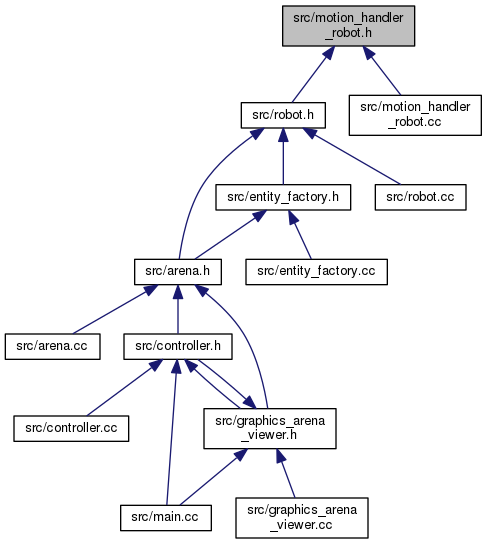 src/motion_handler
_robot.h
src/robot.h
src/motion_handler
_robot.cc
src/entity_factory.h
src/robot.cc
src/arena.h
src/entity_factory.cc
src/arena.cc
src/controller.h
src/controller.cc
src/graphics_arena
_viewer.h
src/main.cc
src/graphics_arena
_viewer.cc